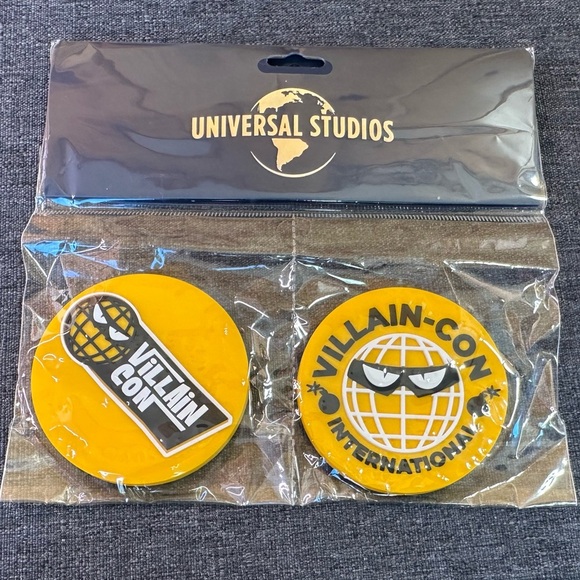 UNIVERSAL STUDIOS
VILLAIN
CON
VILLAIN-CON
INTERNATIONAL